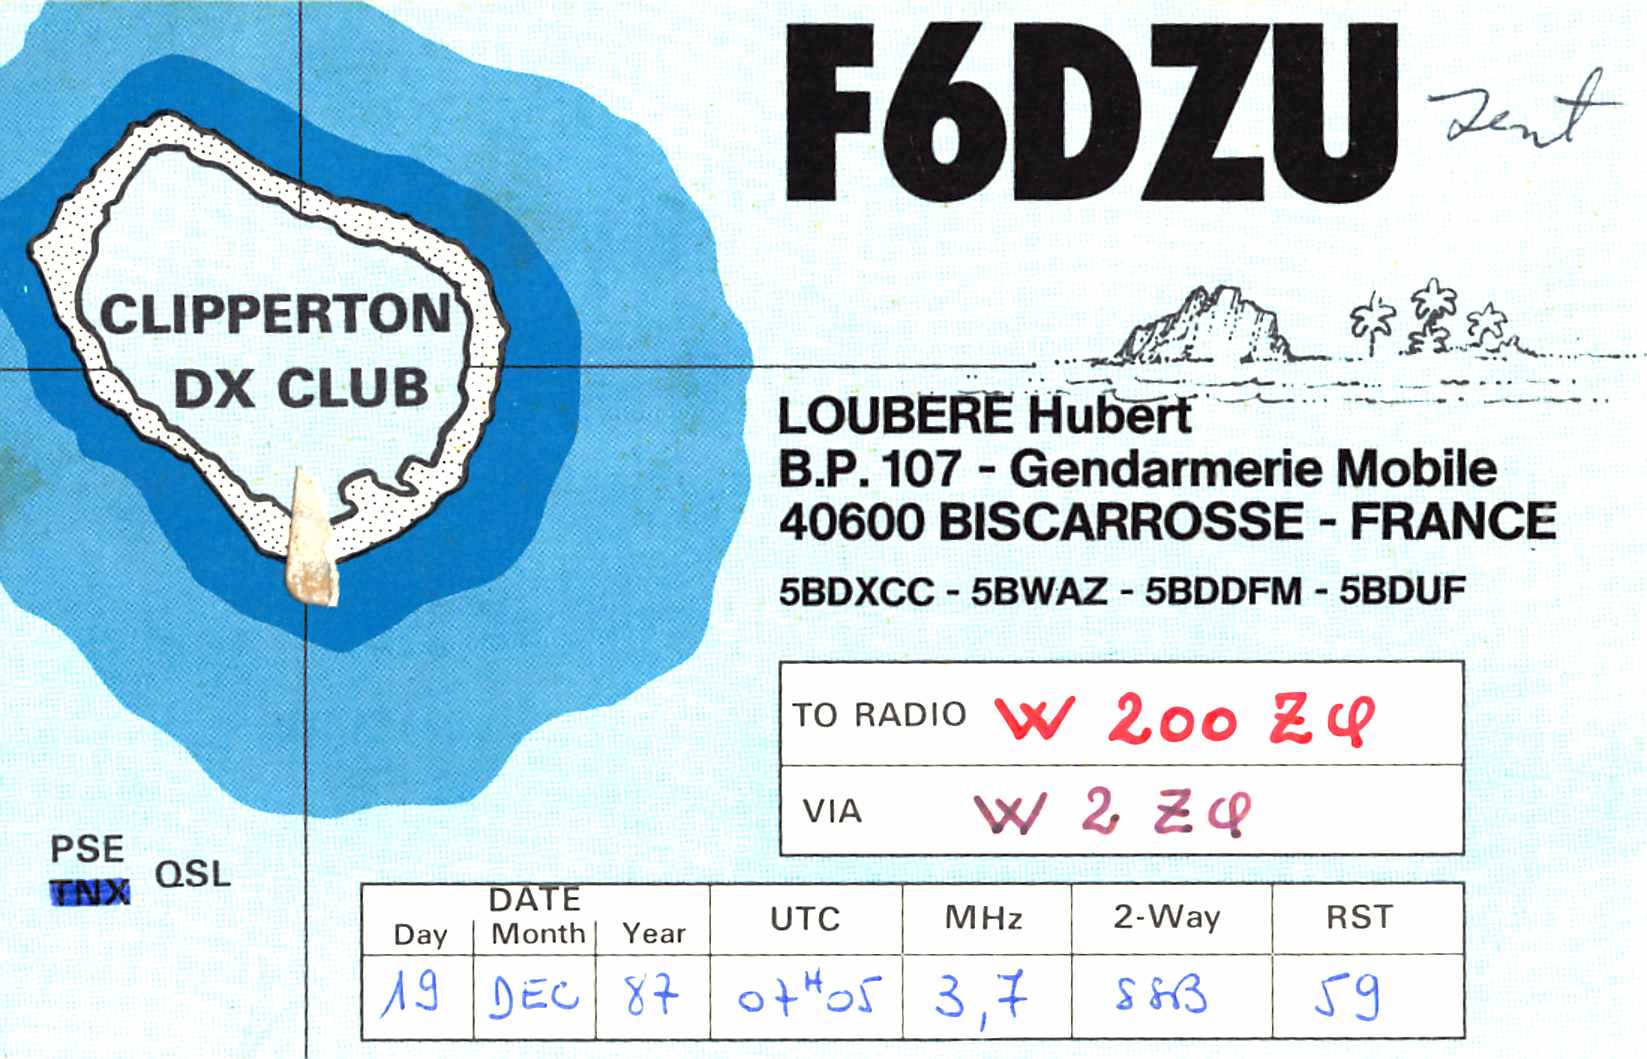 F6DZU
Sent
CLIPPERTON
DX CLUB
LOUBERE Hubert
B.P. 107 - Gendarmerie Mobile
40600 BISCARROSSE - FRANCE
5BDXCC - 5BWAZ - 5BDDFM - 5BDUF
TO RADIO W 200 ZQ
VIA W 2 ZQ
PSE
TNX
QSL
DATE
Day Month Year UTC MHz 2-Way RST
19 DEC 87 07H05 3,7 SSB 59